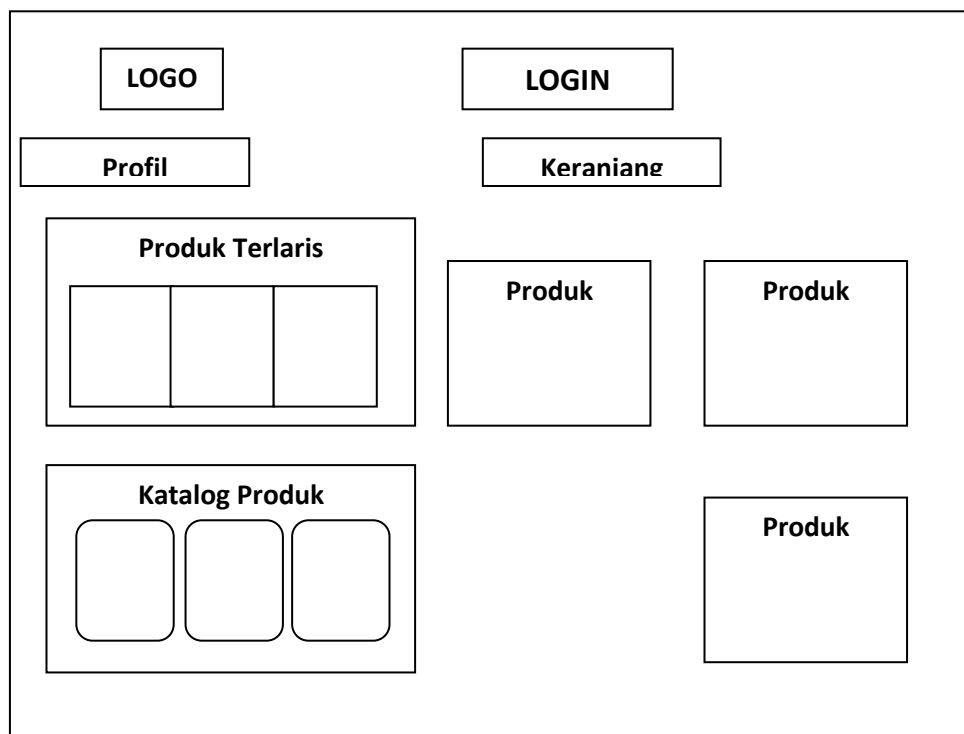 LOGO
LOGIN
Profil
Keranjang
Produk Terlaris
Produk
Produk
Katalog Produk
Produk